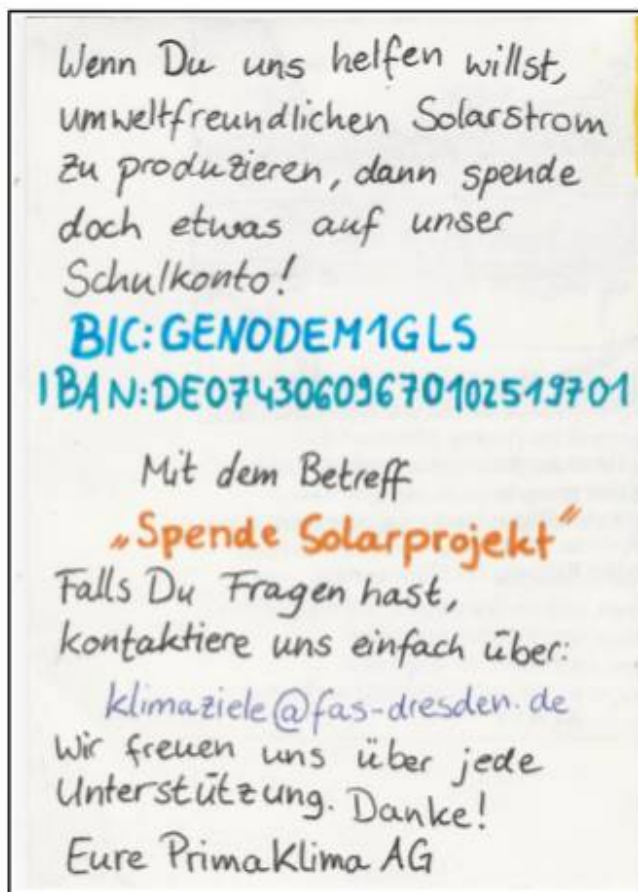 Wenn Du uns helfen willst,
umweltfreundlichen Solarstrom
zu produzieren, dann spende
doch etwas auf unser
Schulkonto!
BIC: GENODEM1GLS
IBAN: DE07430609670102519701
Mit dem Betreff
„Spende Solarprojekt"
Falls Du Fragen hast,
kontaktiere uns einfach über:
klimaziele@fas-dresden.de
Wir freuen uns über jede
Unterstützung. Danke!
Eure PrimaKlima AG